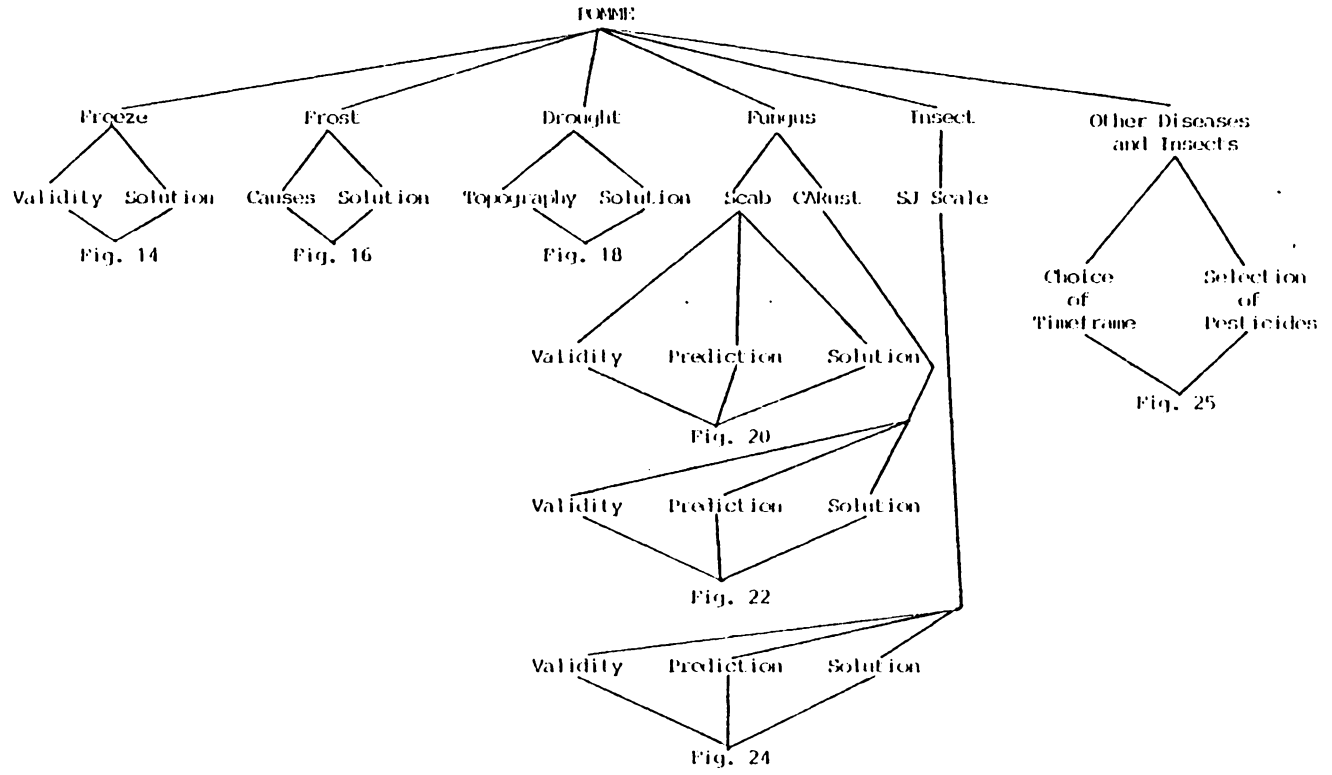 POMME
Freeze Frost Drought Fungus Insect Other Diseases
and Insects
Validity Solution Causes Solution Topography Solution Scab CARust SJ Scale
Fig. 14 Fig. 16 Fig. 18
Choice Selection
of of
Timeframe Pesticides
Validity Prediction Solution
Fig. 25
Fig. 20
Validity Prediction Solution
Fig. 22
Validity Prediction Solution
Fig. 24